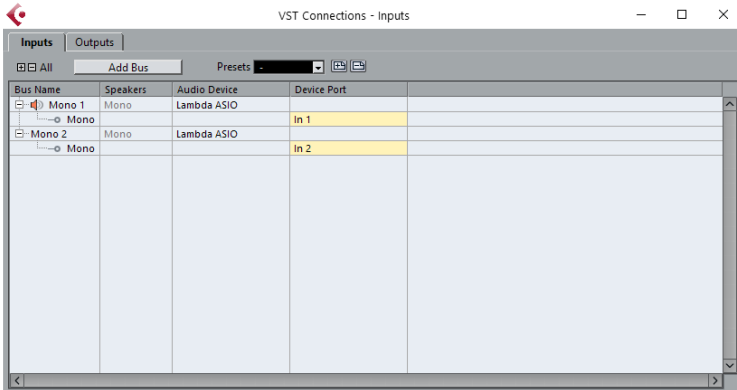 VST Connections - Inputs
Inputs Outputs
All Add Bus Presets -
Bus Name Speakers Audio Device Device Port
Mono 1 Mono Lambda ASIO
Mono In 1
Mono 2 Mono Lambda ASIO
Mono In 2